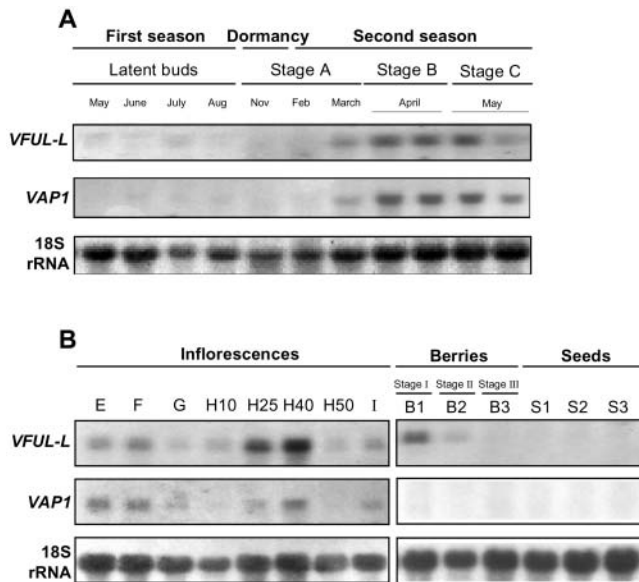 A
First season Dormancy Second season
Latent buds Stage A Stage B Stage C
May June July Aug Nov Feb March April May
VFUL-L
VAP1
18S
rRNA
B
Inflorescences Berries Seeds
Stage I Stage II Stage III
E F G H10 H25 H40 H50 I B1 B2 B3 S1 S2 S3
VFUL-L
VAP1
18S
rRNA